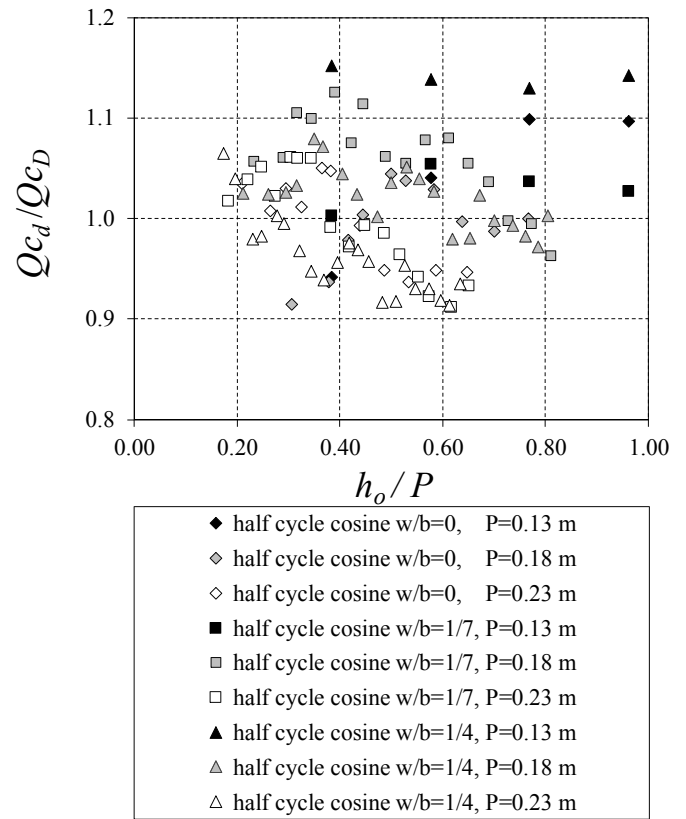 1.2
1.1
1.0
0.9
0.8
Qc_d/Qc_D
0.00 0.20 0.40 0.60 0.80 1.00
h_o / P
half cycle cosine w/b=0, P=0.13 m
half cycle cosine w/b=0, P=0.18 m
half cycle cosine w/b=0, P=0.23 m
half cycle cosine w/b=1/7, P=0.13 m
half cycle cosine w/b=1/7, P=0.18 m
half cycle cosine w/b=1/7, P=0.23 m
half cycle cosine w/b=1/4, P=0.13 m
half cycle cosine w/b=1/4, P=0.18 m
half cycle cosine w/b=1/4, P=0.23 m